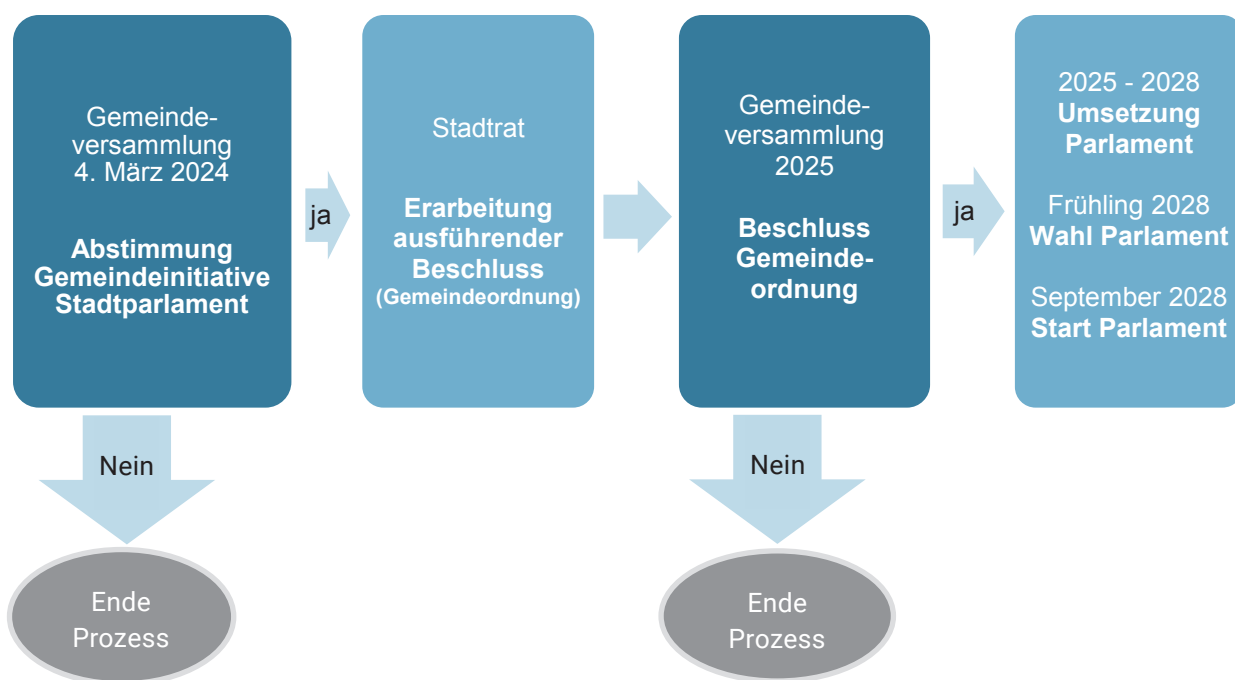 Gemeinde-
versammlung
4. März 2024
Abstimmung
Gemeindeinitiative
Stadtparlament
ja
Stadtrat
Erarbeitung
ausführender
Beschluss
(Gemeindeordnung)
Gemeinde-
versammlung
2025
Beschluss
Gemeinde-
ordnung
ja
2025 - 2028
Umsetzung
Parlament
Frühling 2028
Wahl Parlament
September 2028
Start Parlament
Nein
Nein
Ende
Prozess
Ende
Prozess